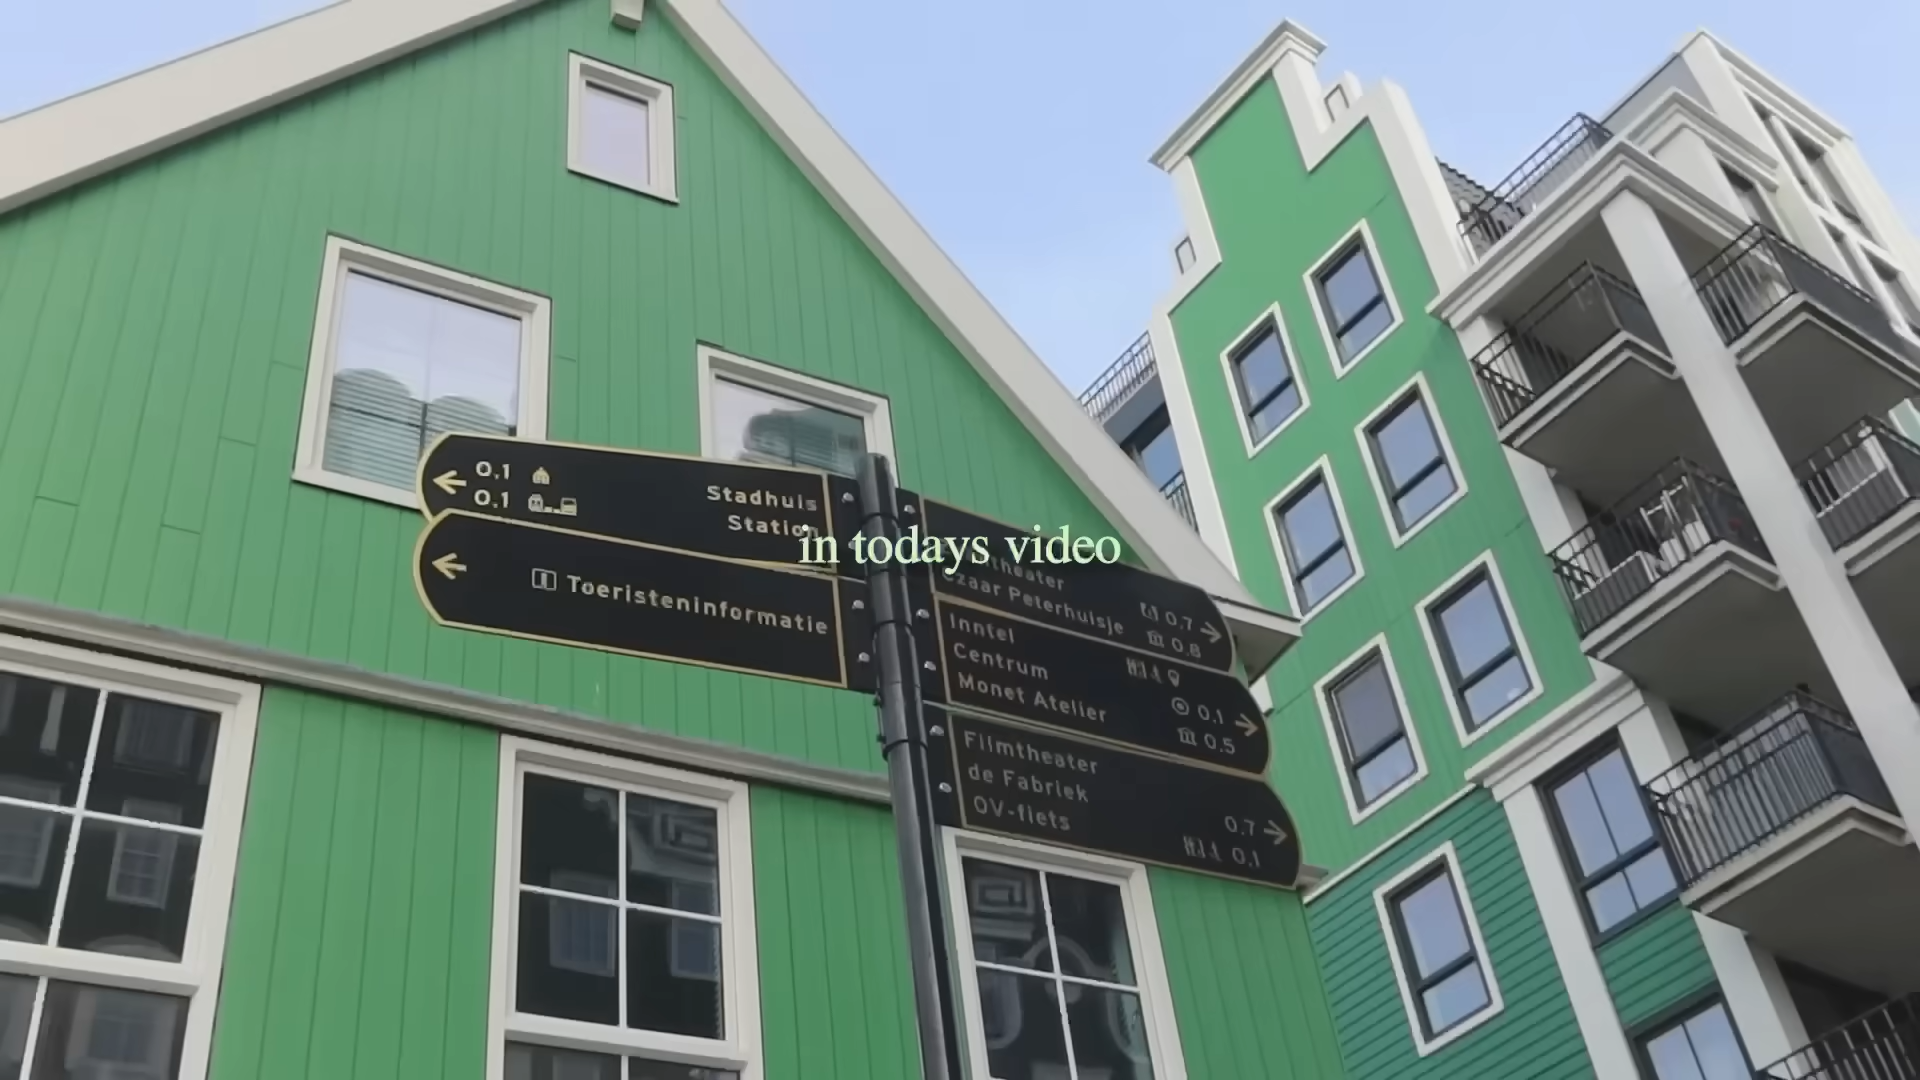 0.1
0.1
Stadhuis
Station
Toeristeninformatie
in todays video
Czaar Peterhuisje
0.7
0.8
Inntel
Centrum
Monet Atelier
0.1
0.5
Filmtheater
de Fabriek
OV-fiets
0.7
0.1